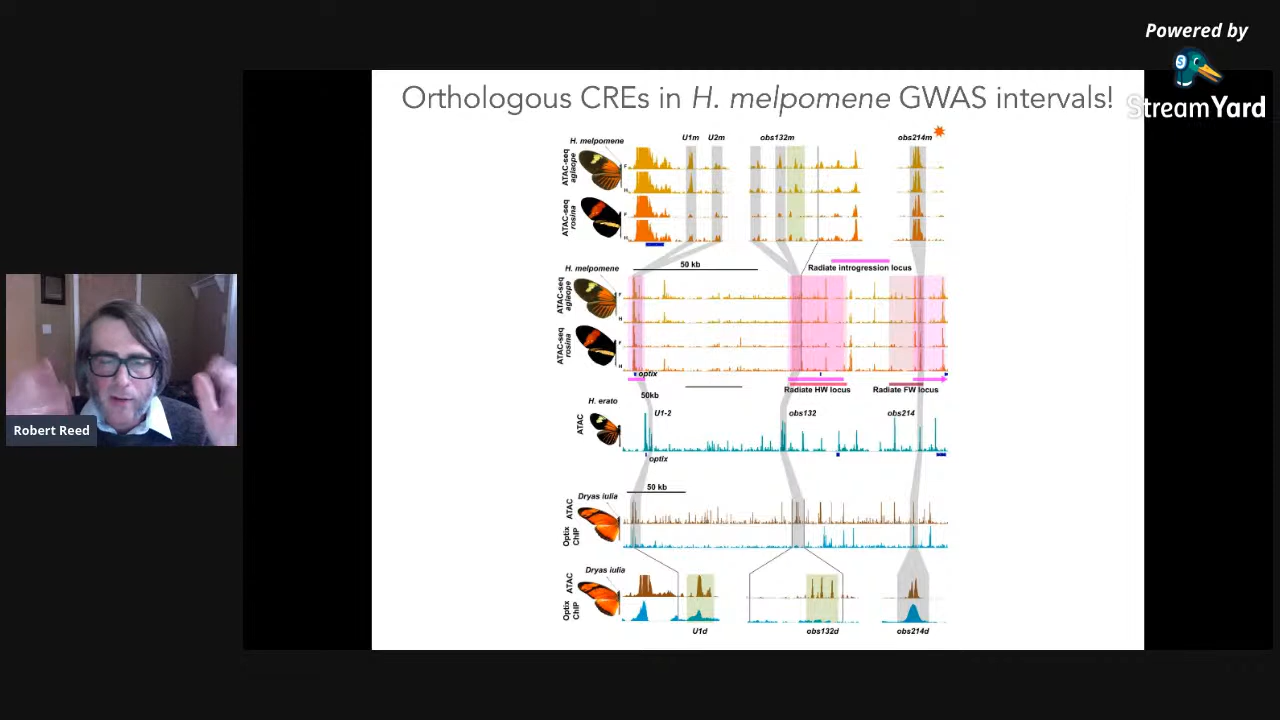 Powered by
StreamYard
Orthologous CREs in H. melpomene GWAS intervals!
H. melpomene
U1m U2m obs132m obs214m
ATAC-seq
aglaope
F
H
ATAC-seq
rosina
F
H
50 kb
Radiate introgression locus
H. melpomene
ATAC-seq
aglaope
F
H
ATAC-seq
rosina
F
H
optix
Radiate HW locus Radiate FW locus
50kb
H. erato
ATAC
U1-2 obs132 obs214
optix
50 kb
Dryas iulia
ATAC
Optix
ChIP
Dryas iulia
ATAC
Optix
ChIP
U1d obs132d obs214d
Robert Reed